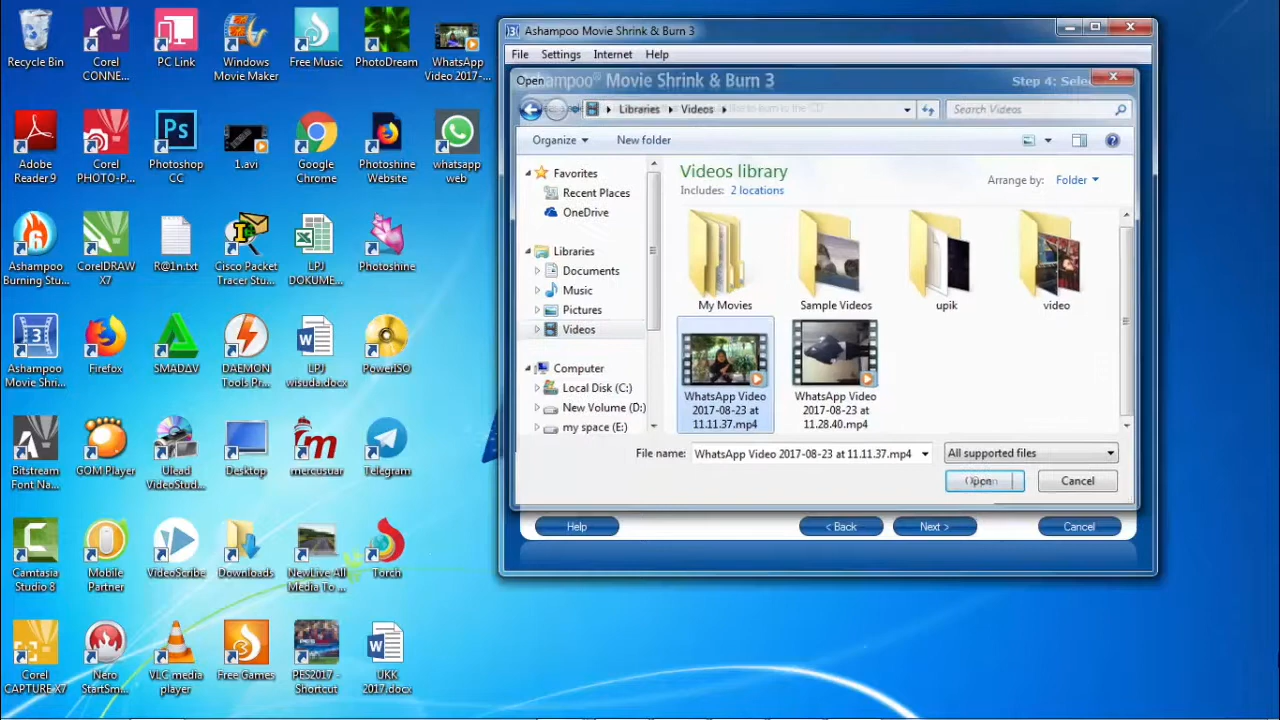 Recycle Bin
Corel
CONNE...
PC Link
Windows
Movie Maker
Free Music
PhotoDream
WhatsApp
Video 2017-...
Adobe
Reader 9
Corel
PHOTO-P...
Photoshop
CC
1.avi
Google
Chrome
Photoshine
Website
whatsapp
web
Ashampoo
Burning Stu...
CorelDRAW
X7
R@1n.txt
Cisco Packet
Tracer Stu...
LPJ
DOKUME...
Photoshine
Ashampoo
Movie Shri...
Firefox
SMADΔV
DAEMON
Tools Pr...
LPJ
wisuda.docx
PowerISO
Bitstream
Font Na...
GOM Player
Ulead
VideoStud...
Desktop
mercusuar
Telegram
Camtasia
Studio 8
Mobile
Partner
VideoScribe
Downloads
NewLive All
Media To ...
Torch
Corel
CAPTURE X7
Nero
StartSm...
VLC media
player
Free Games
PES2017 -
Shortcut
UKK
2017.docx
Ashampoo Movie Shrink & Burn 3
File Settings Internet Help
Open
Ashampoo® Movie Shrink & Burn 3
Step 4: Selec
Libraries Videos
Search Videos
Organize New folder
Favorites
Recent Places
OneDrive
Libraries
Documents
Music
Pictures
Videos
Computer
Local Disk (C:)
New Volume (D:)
my space (E:)
Videos library
Includes: 2 locations
Arrange by: Folder
My Movies
Sample Videos
upik
video
WhatsApp Video
2017-08-23 at
11.11.37.mp4
WhatsApp Video
2017-08-23 at
11.28.40.mp4
File name: WhatsApp Video 2017-08-23 at 11.11.37.mp4
All supported files
Open Cancel
Help < Back Next > Cancel